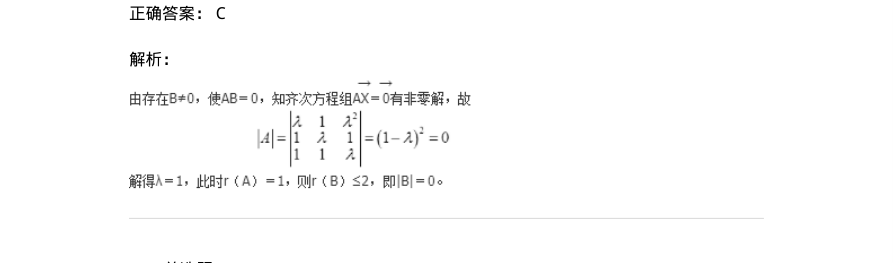 正确答案： C
解析：
由存在B≠0，使AB＝0，知齐次方程组AX＝0有非零解，故
|A|=|λ 1 λ² 1 λ 1 1 1 λ|=(1-λ)²=0
解得λ＝1，此时r（A）＝1，则r（B）≤2，即|B|＝0。